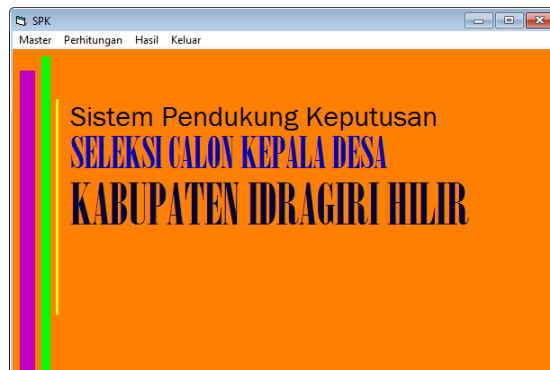 SPK
Master Perhitungan Hasil Keluar
Sistem Pendukung Keputusan
SELEKSI CALON KEPALA DESA
KABUPATEN IDRAGIRI HILIR